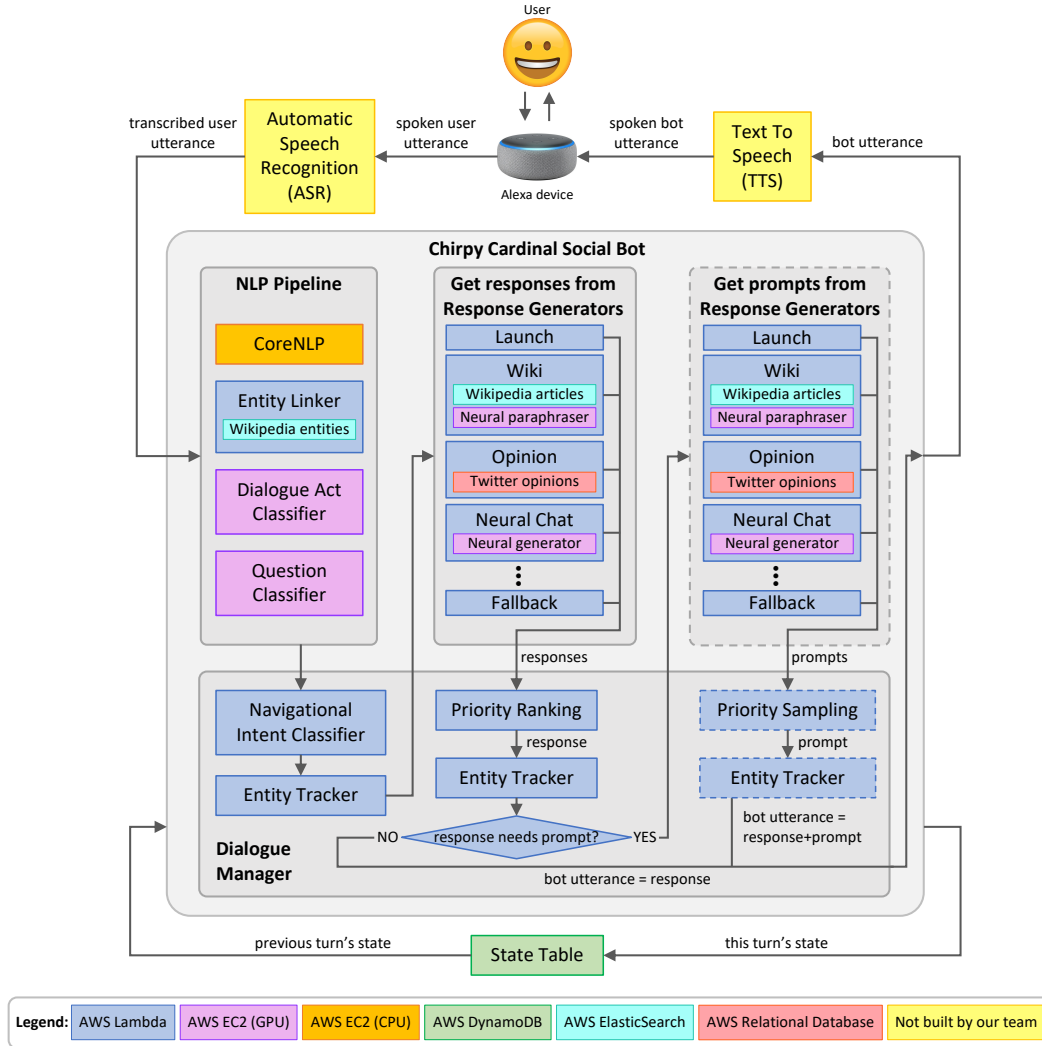 User
transcribed user
utterance
Automatic
Speech
Recognition
(ASR)
spoken user
utterance
Alexa device
spoken bot
utterance
Text To
Speech
(TTS)
bot utterance
Chirpy Cardinal Social Bot
NLP Pipeline
CoreNLP
Entity Linker
Wikipedia entities
Dialogue Act
Classifier
Question
Classifier
Get responses from
Response Generators
Launch
Wiki
Wikipedia articles
Neural paraphraser
Opinion
Twitter opinions
Neural Chat
Neural generator
Fallback
Get prompts from
Response Generators
Launch
Wiki
Wikipedia articles
Neural paraphraser
Opinion
Twitter opinions
Neural Chat
Neural generator
Fallback
responses
prompts
Navigational
Intent Classifier
Entity Tracker
Priority Ranking
response
Entity Tracker
NO
response needs prompt?
YES
Priority Sampling
prompt
Entity Tracker
bot utterance =
response+prompt
Dialogue
Manager
bot utterance = response
previous turn's state
State Table
this turn's state
Legend:
AWS Lambda
AWS EC2 (GPU)
AWS EC2 (CPU)
AWS DynamoDB
AWS ElasticSearch
AWS Relational Database
Not built by our team